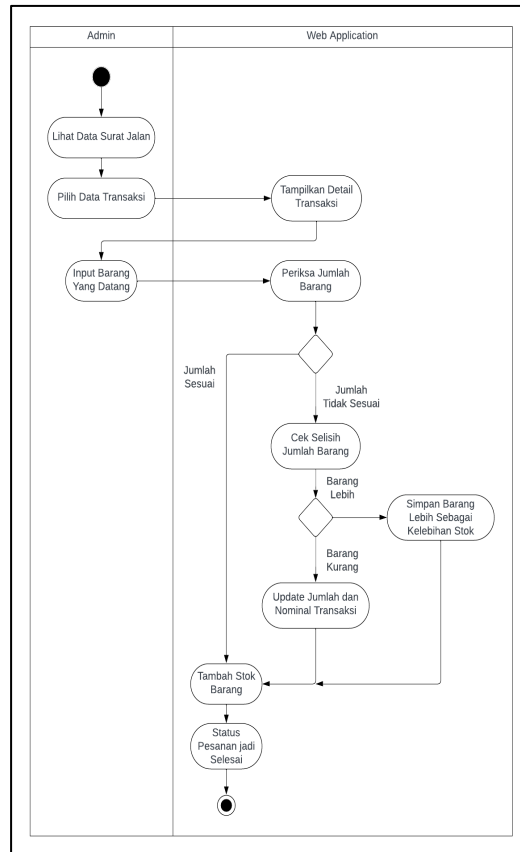 Admin
Web Application
Lihat Data Surat Jalan
Pilih Data Transaksi
Tampilkan Detail
Transaksi
Input Barang
Yang Datang
Periksa Jumlah
Barang
Jumlah
Sesuai
Jumlah
Tidak Sesuai
Cek Selisih
Jumlah Barang
Barang
Lebih
Simpan Barang
Lebih Sebagai
Kelebihan Stok
Barang
Kurang
Update Jumlah dan
Nominal Transaksi
Tambah Stok
Barang
Status
Pesanan jadi
Selesai